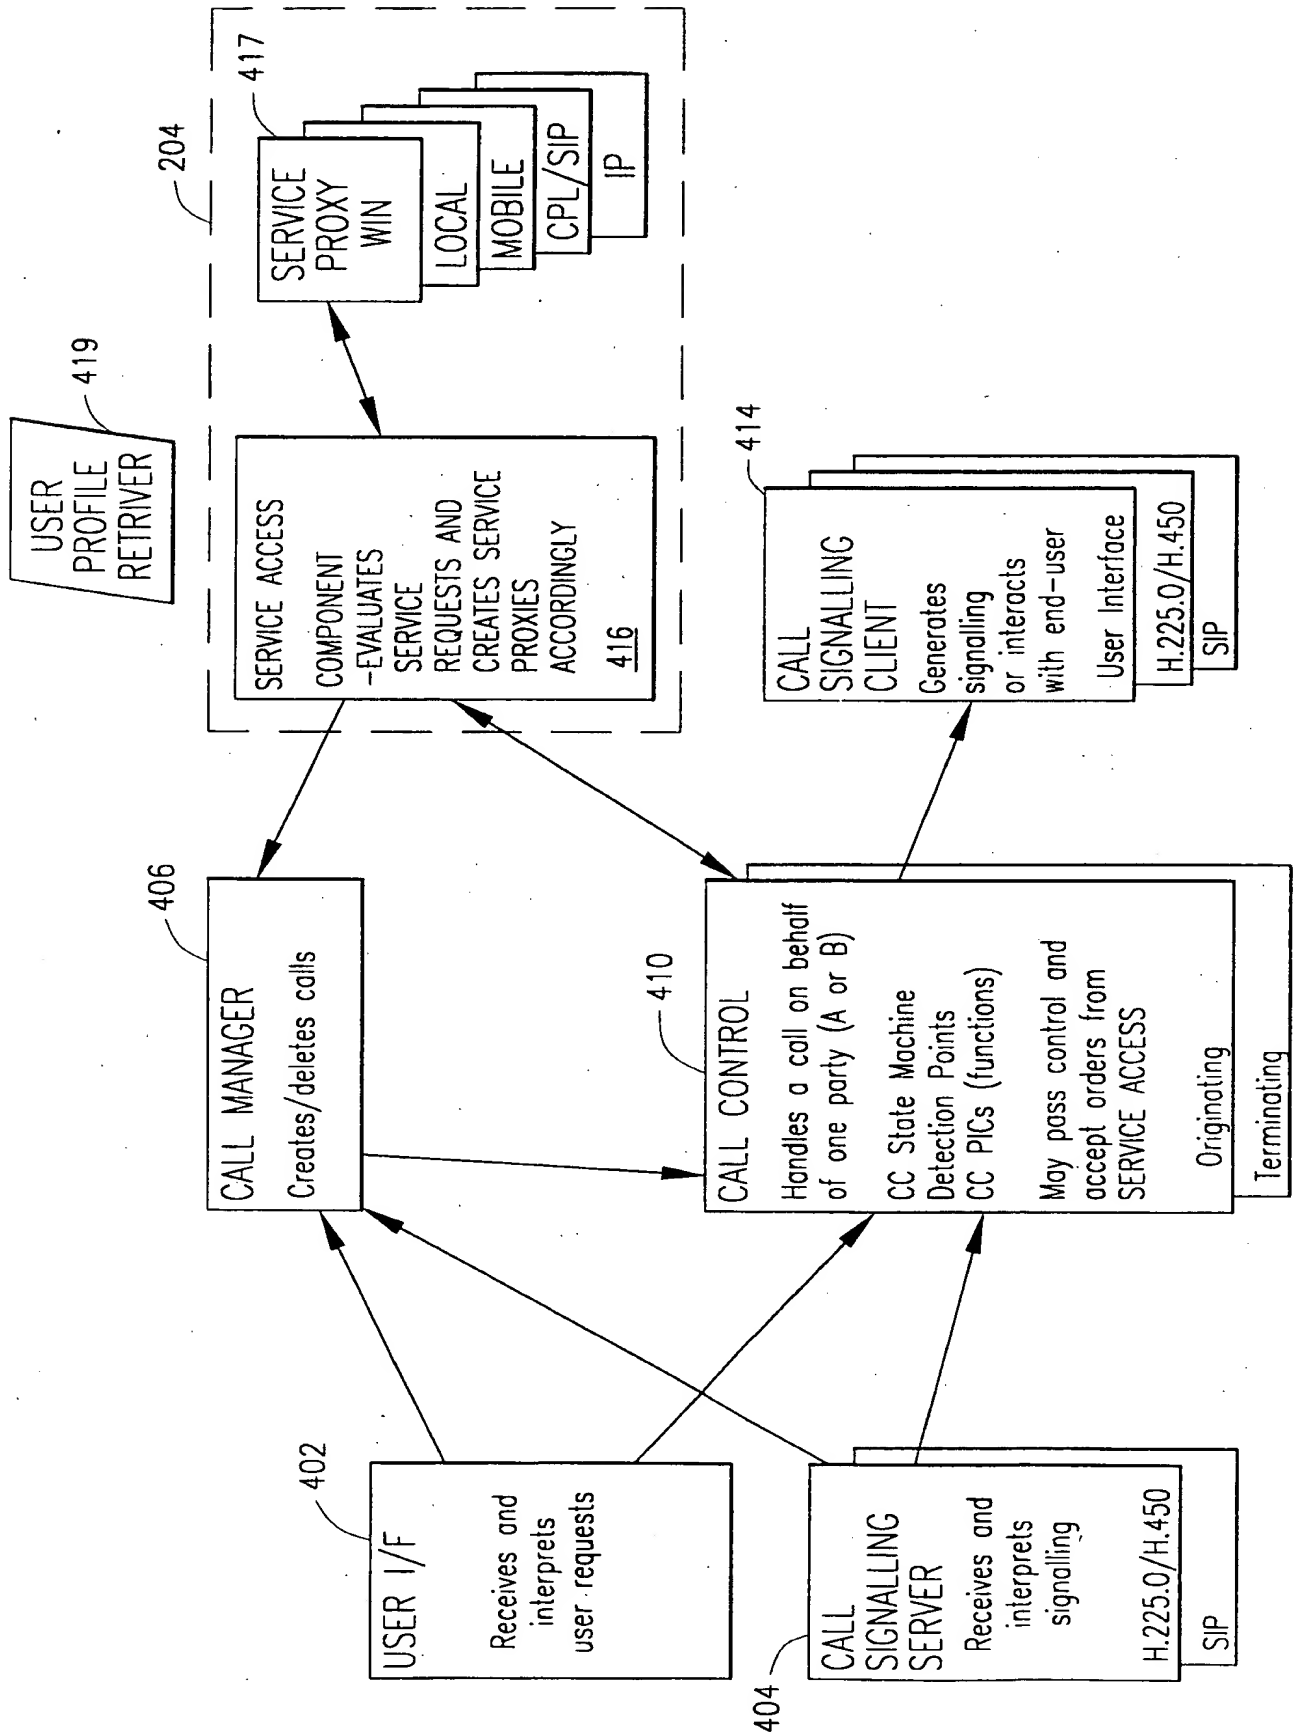 402
USER I/F
Receives and
interprets
user requests
404
CALL
SIGNALLING
SERVER
Receives and
interprets
signalling
H.225.0/H.450
SIP
406
CALL MANAGER
Creates/deletes calls
410
CALL CONTROL
Handles a call on behalf
of one party (A or B)
CC State Machine
Detection Points
CC PICs (functions)
May pass control and
accept orders from
SERVICE ACCESS
Originating
Terminating
USER
PROFILE
RETRIVER
419
204
SERVICE ACCESS
COMPONENT
-EVALUATES
SERVICE
REQUESTS AND
CREATES SERVICE
PROXIES
ACCORDINGLY
416
417
SERVICE
PROXY
WIN
LOCAL
MOBILE
CPL/SIP
IP
414
CALL
SIGNALLING
CLIENT
Generates
signalling
or interacts
with end-user
User Interface
H.225.0/H.450
SIP